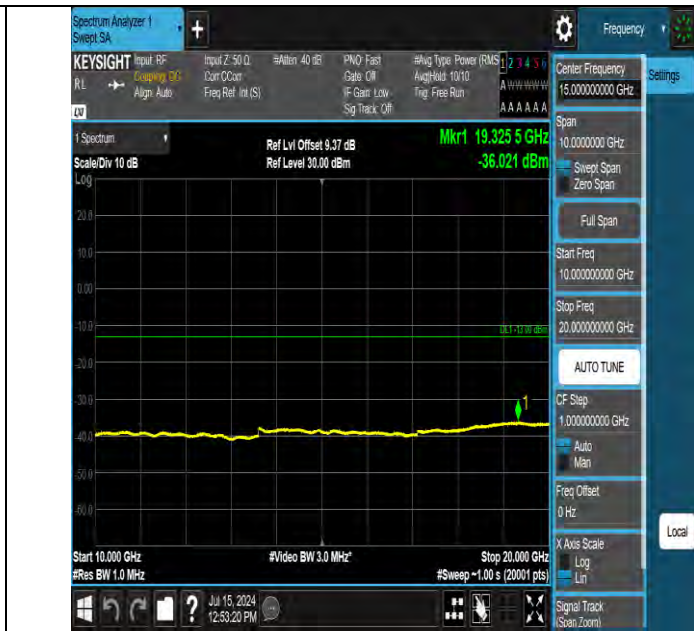 Spectrum Analyzer 1
Swept SA
+
Frequency
KEYSIGHT
Input: RF
Input Z: 50 Ω
#Atten: 40 dB
PNO: Fast
#Avg Type: Power (RMS
1 2 3 4 5 6
RL
Coupling: DC
Corr CCorr
Gate: Off
Avg|Hold: 10/10
A W W W W W
Align: Auto
Freq Ref: Int (S)
IF Gain: Low
Trig: Free Run
Sig Track: Off
A A A A A A
LXI
1 Spectrum
Ref Lvl Offset 9.37 dB
Mkr1 19.325 5 GHz
Scale/Div 10 dB
Ref Level 30.00 dBm
-36.021 dBm
Log
20.0
10.0
0.00
-10.0
DL1 -13.00 dBm
-20.0
-30.0
1
-40.0
-50.0
-60.0
Start 10.000 GHz
#Video BW 3.0 MHz*
Stop 20.000 GHz
#Res BW 1.0 MHz
#Sweep ~1.00 s (20001 pts)
?
Jul 15, 2024
12:53:20 PM
Center Frequency
15.000000000 GHz
Settings
Span
10.0000000 GHz
Swept Span
Zero Span
Full Span
Start Freq
10.000000000 GHz
Stop Freq
20.000000000 GHz
AUTO TUNE
CF Step
1.000000000 GHz
Auto
Man
Freq Offset
0 Hz
Local
X Axis Scale
Log
Lin
Signal Track
(Span Zoom)